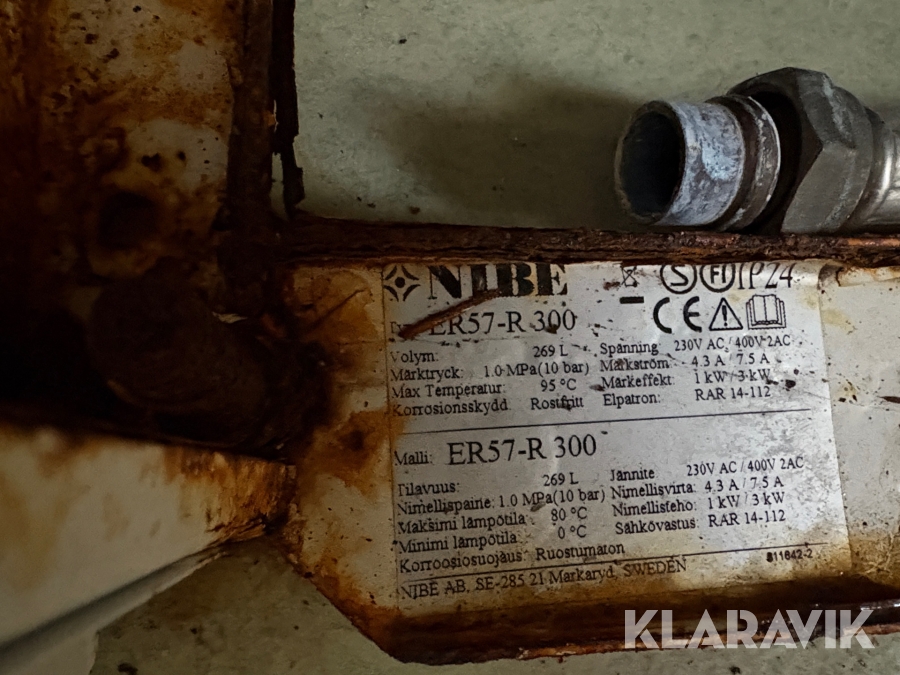 NIBE S FI IP24
ER57-R 300 CE
Volym: 269 L Spänning 230V AC / 400V 2AC
Märktryck: 1.0 MPa(10 bar) Märkström 4.3 A / 7.5 A
Max Temperatur: 95 °C Märkeffekt: 1 kW / 3 kW
Korrosionsskydd Rostfritt Elpatron: RAR 14-112
Malli: ER57-R 300
Tilavuus: 269 L Jännite 230V AC / 400V 2AC
Nimellispaine: 1.0 MPa(10 bar) Nimellisvirta: 4.3 A / 7.5 A
Maksimi lämpötila: 80 °C Nimellisteho: 1 kW / 3 kW
Minimi lämpötila: 0 °C Sähkövastus: RAR 14-112
Korroosiosuojaus: Ruostumaton
811642-2
NIBE AB, SE-285 21 Markaryd, SWEDEN
KLARAVIK